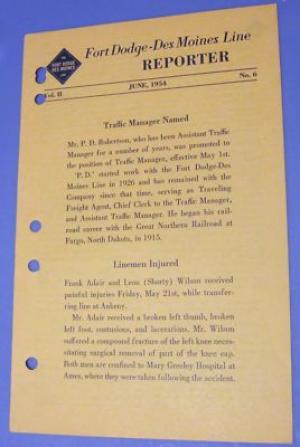 Fort Dodge-Des Moines Line
FORT DODGE
DES MOINES
LINE
REPORTER
Vol. II
JUNE, 1954
No. 6
Traffic Manager Named
Mr. P. D. Robertson, who has been Assistant Traffic
Manager for a number of years, was promoted to
the position of Traffic Manager, effective May 1st.
"P. D." started work with the Fort Dodge-Des
Moines Line in 1926 and has remained with the
Company since that time, serving as Traveling
Freight Agent, Chief Clerk to the Traffic Manager,
and Assistant Traffic Manager. He began his rail-
road career with the Great Northern Railroad at
Fargo, North Dakota, in 1915.
Linemen Injured
Frank Adair and Leon (Shorty) Wilson received
painful injuries Friday, May 21st, while transfer-
ring line at Ankeny.
Mr. Adair received a broken left thumb, broken
left foot, contusions, and lacerations. Mr. Wilson
suffered a compound fracture of the left knee neces-
sitating surgical removal of part of the knee cap.
Both men are confined to Mary Greeley Hospital at
Ames, where they were taken following the accident.